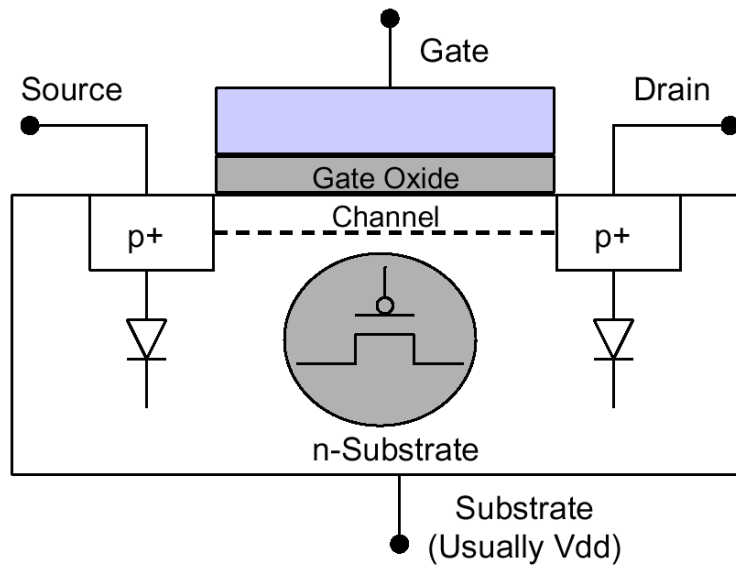 Gate
Source
Drain
Gate Oxide
Channel
p+
p+
n-Substrate
Substrate
(Usually Vdd)